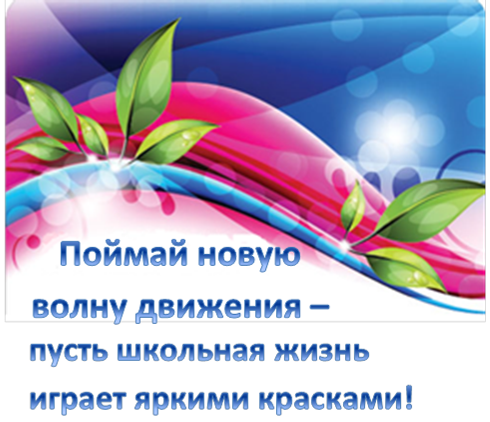 Поймай новую
волну движения –
пусть школьная жизнь
играет яркими красками!